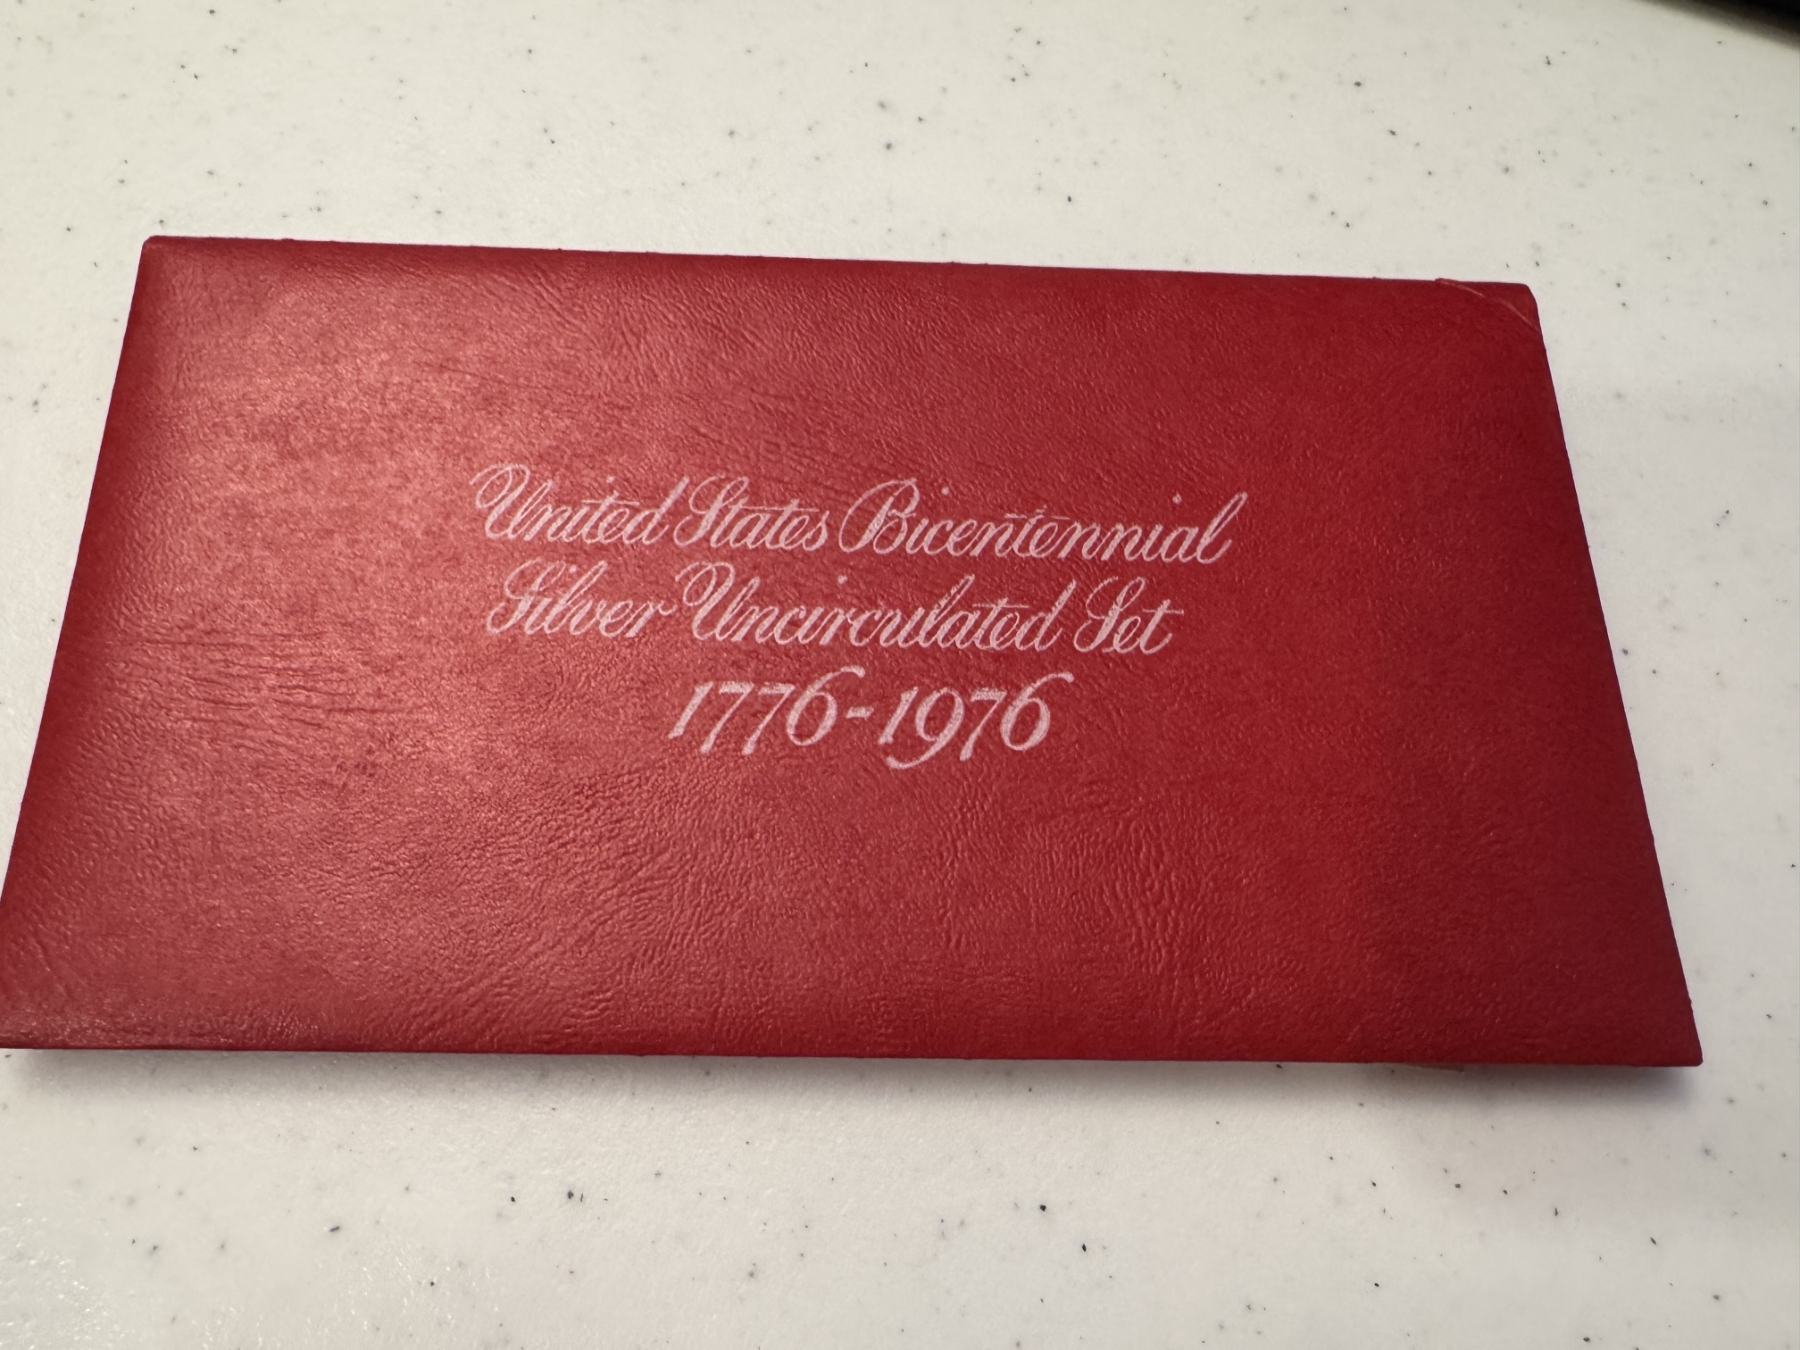 United States Bicentennial
Silver Uncirculated Set
1776-1976